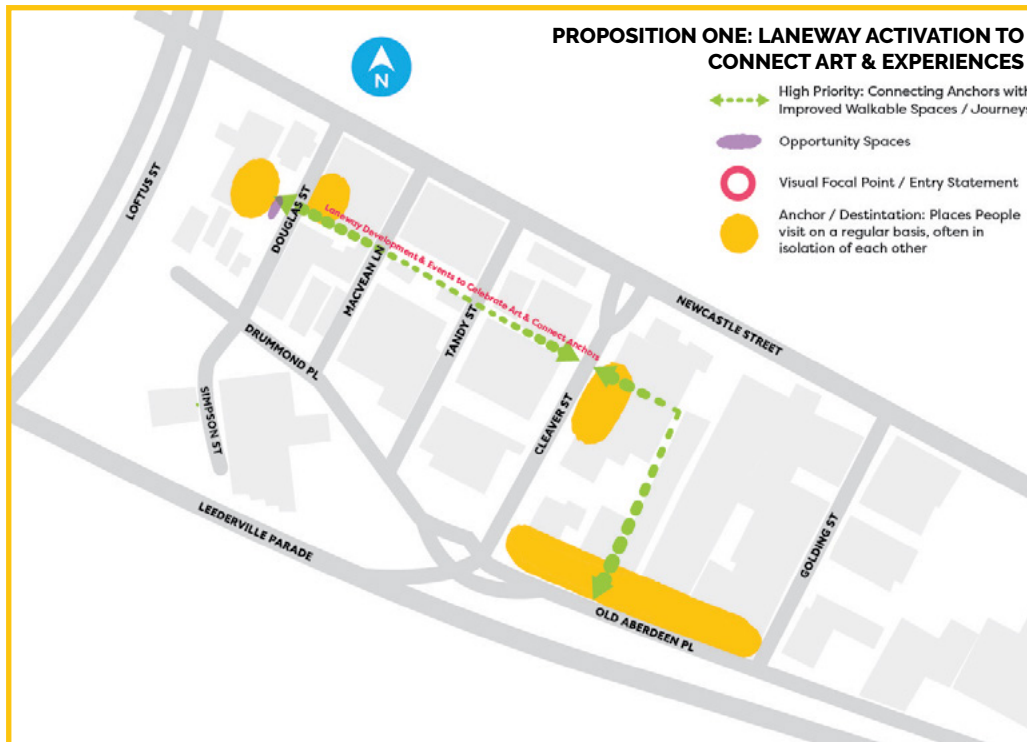 PROPOSITION ONE: LANEWAY ACTIVATION TO
CONNECT ART & EXPERIENCES
N
High Priority: Connecting Anchors with
Improved Walkable Spaces / Journeys
Opportunity Spaces
Visual Focal Point / Entry Statement
Anchor / Destintation: Places People
visit on a regular basis, often in
isolation of each other
LOFTUS ST
DOUGLAS ST
Laneway Development & Events to Celebrate Art & Connect Anchors
MACVEAN LN
TANDY ST
NEWCASTLE STREET
DRUMMOND PL
SIMPSON ST
CLEAVER ST
LEEDERVILLE PARADE
GOLDING ST
OLD ABERDEEN PL